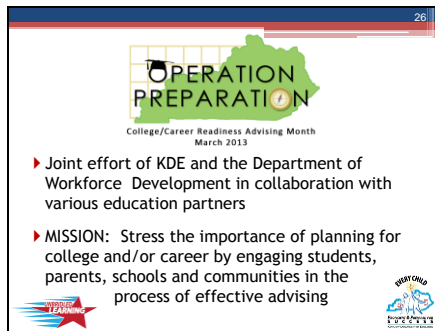 26
OPERATION
PREPARATION
College/Career Readiness Advising Month
March 2013
Joint effort of KDE and the Department of
Workforce Development in collaboration with
various education partners
MISSION: Stress the importance of planning for
college and/or career by engaging students,
parents, schools and communities in the
process of effective advising
UNBRIDLED
LEARNING
EVERY CHILD
SUCCESS